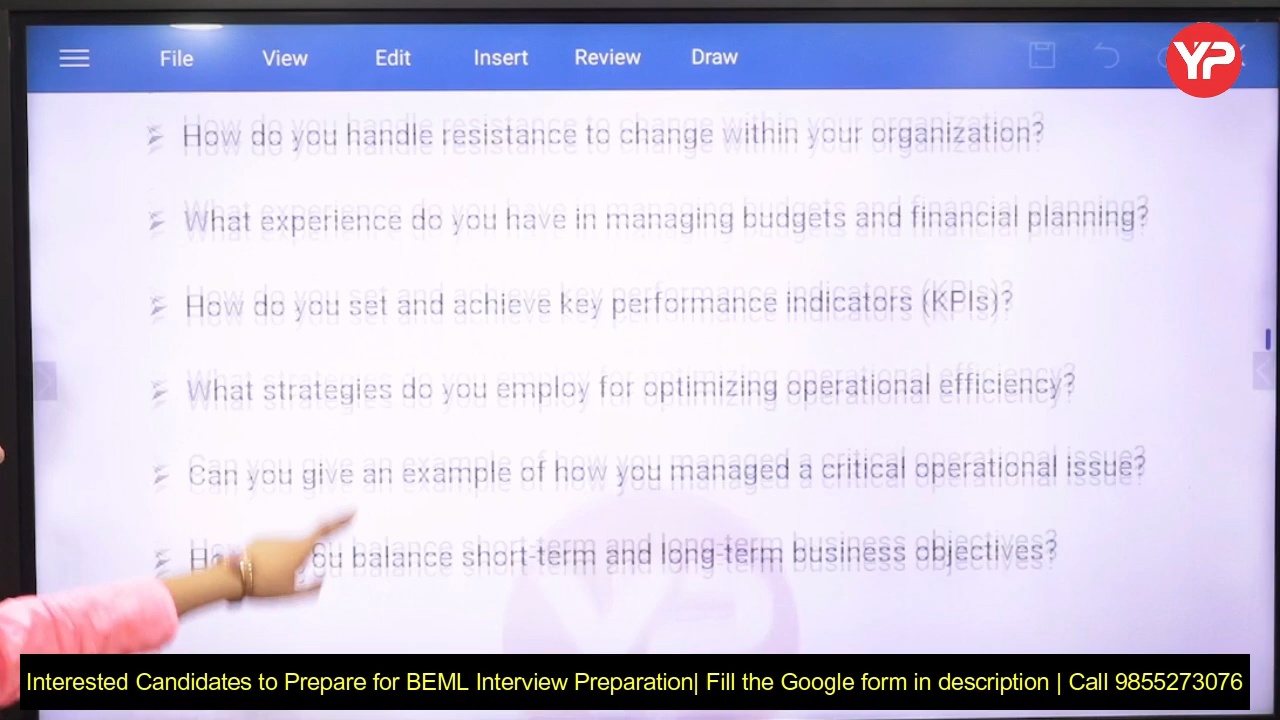 File View Edit Insert Review Draw
YP
How do you handle resistance to change within your organization?
What experience do you have in managing budgets and financial planning?
How do you set and achieve key performance indicators (KPIs)?
What strategies do you employ for optimizing operational efficiency?
Can you give an example of how you managed a critical operational issue?
ou balance short-term and long-term business objectives?
YP
Interested Candidates to Prepare for BEML Interview Preparation| Fill the Google form in description | Call 9855273076